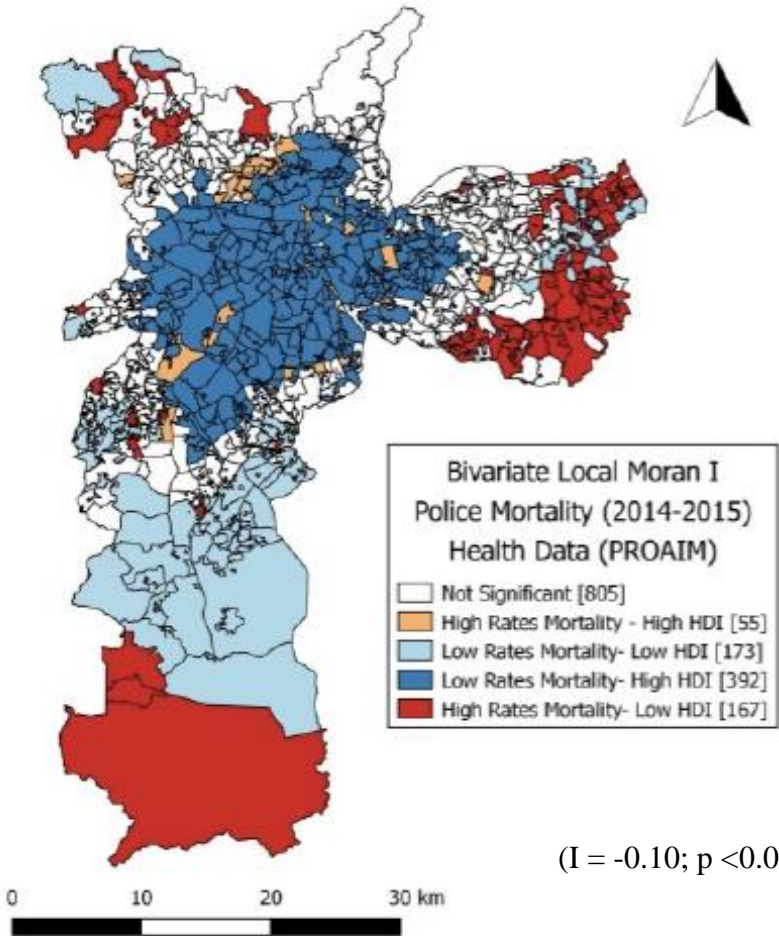 Bivariate Local Moran I
Police Mortality (2014-2015)
Health Data (PROAIM)
Not Significant [805]
High Rates Mortality - High HDI [55]
Low Rates Mortality- Low HDI [173]
Low Rates Mortality- High HDI [392]
High Rates Mortality- Low HDI [167]
(I = -0.10; p <0.0
0 10 20 30 km